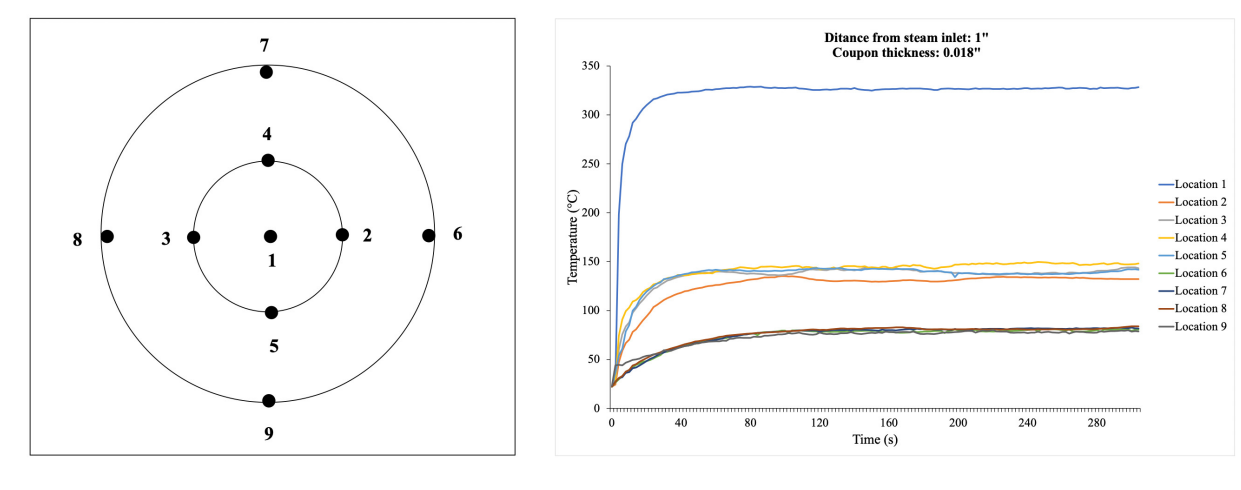 7
4
8
3
2
6
1
5
9
Ditance from steam inlet: 1"
Coupon thickness: 0.018"
350
300
250
200
150
100
50
0
Temperature (°C)
0 40 80 120 160 200 240 280
Time (s)
Location 1
Location 2
Location 3
Location 4
Location 5
Location 6
Location 7
Location 8
Location 9